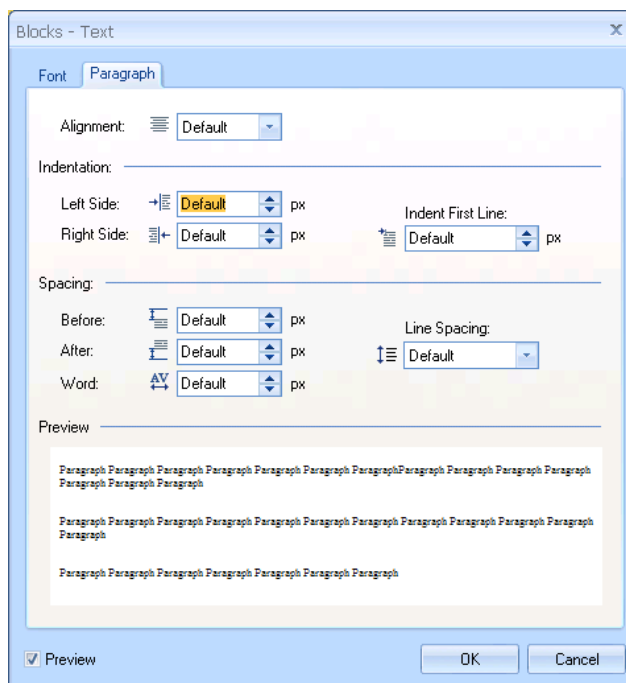 Blocks - Text
Font Paragraph
Alignment: Default
Indentation:
Left Side: Default px
Right Side: Default px
Indent First Line:
Default px
Spacing:
Before: Default px
After: Default px
Word: AV Default px
Line Spacing:
Default
Preview
Paragraph Paragraph Paragraph Paragraph Paragraph Paragraph ParagraphParagraph Paragraph Paragraph Paragraph
Paragraph Paragraph Paragraph
Paragraph Paragraph Paragraph Paragraph Paragraph Paragraph Paragraph Paragraph Paragraph Paragraph Paragraph
Paragraph
Paragraph Paragraph Paragraph Paragraph Paragraph Paragraph Paragraph
Preview
OK Cancel